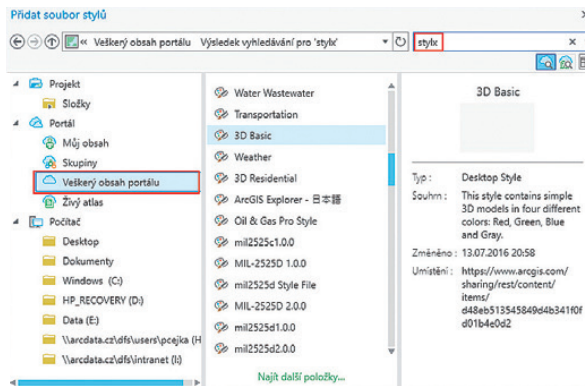 Přidat soubor stylů
Veškerý obsah portálu Výsledek vyhledávání pro 'stylx'
stylx
Projekt
Složky
Portál
Můj obsah
Skupiny
Veškerý obsah portálu
Živý atlas
Počítač
Desktop
Dokumenty
Windows (C:)
HP_RECOVERY (D:)
Data (E:)
\\arcdata.cz\dfs\users\pcejka (H
\\arcdata.cz\dfs\intranet (I:)
Water Wastewater
Transportation
3D Basic
Weather
3D Residential
ArcGIS Explorer - 日本語
Oil & Gas Pro Style
mil2525c1.0.0
MIL-2525D 1.0.0
mil2525d Style File
MIL-2525D 2.0.0
mil2525d1.0.0
mil2525d2.0.0
Najít další položky...
3D Basic
Typ : Desktop Style
Souhrn : This style contains simple
3D models in four different
colors: Red, Green, Blue
and Gray.
Změněno : 13.07.2016 20:58
Umístění : https://www.arcgis.com/
sharing/rest/content/
items/
d48eb513545849d4b341f0f
d01b4e0d2